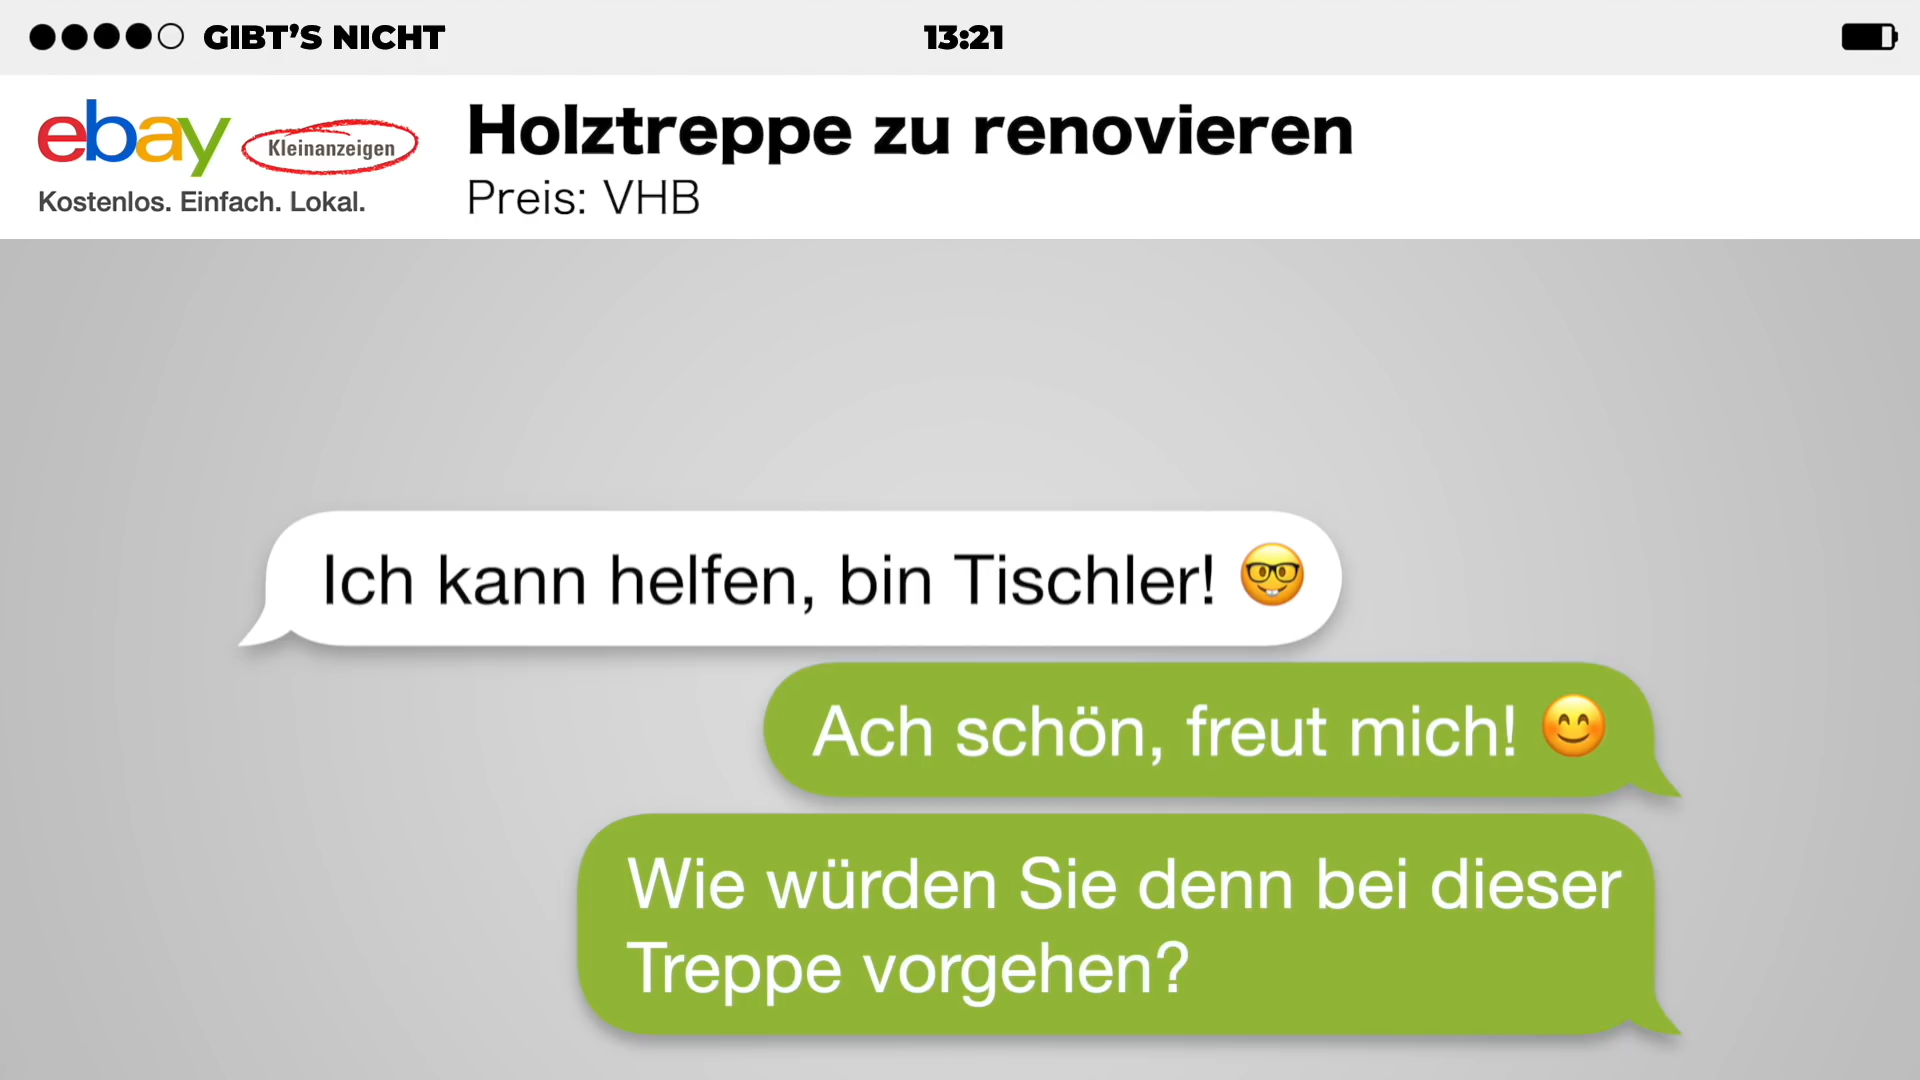 GIBT’S NICHT
13:21
ebay Kleinanzeigen
Kostenlos. Einfach. Lokal.
Holztreppe zu renovieren
Preis: VHB
Ich kann helfen, bin Tischler! 🤓
Ach schön, freut mich! 😊
Wie würden Sie denn bei dieser
Treppe vorgehen?